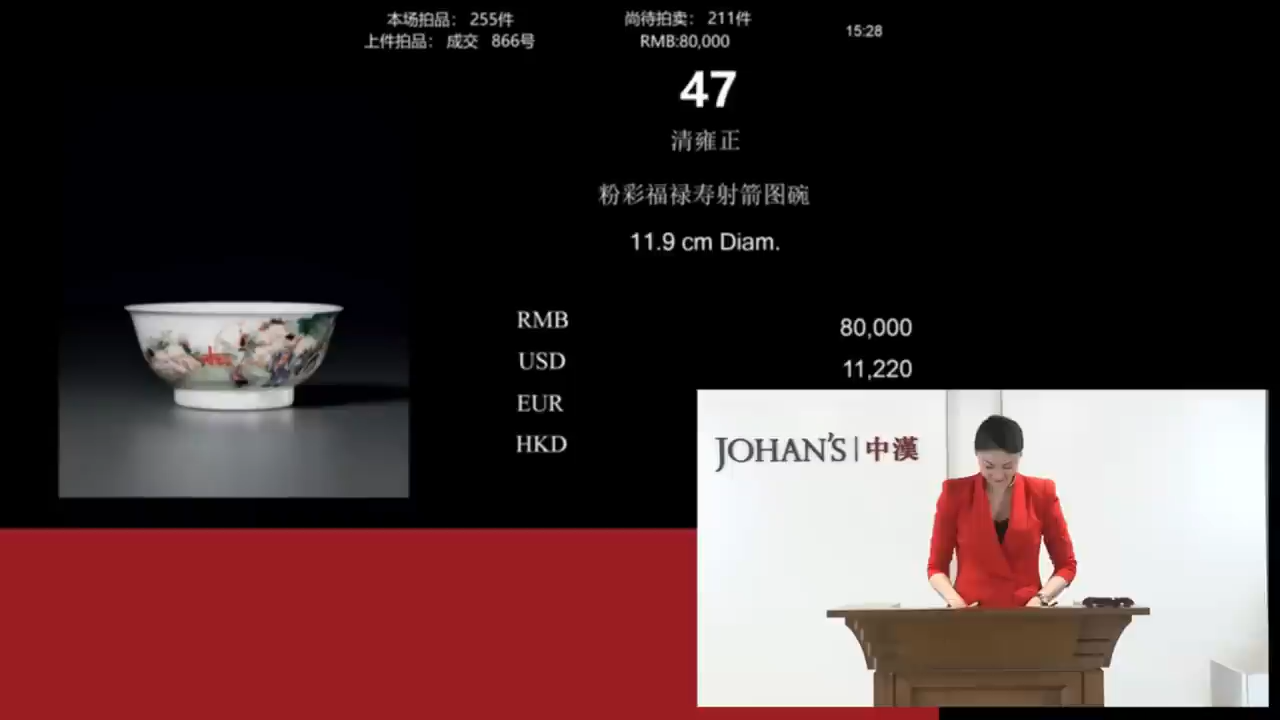 本场拍品： 255件
尚待拍卖： 211件
15:28
上件拍品： 成交 866号
RMB:80,000
47
清雍正
粉彩福禄寿射箭图碗
11.9 cm Diam.
RMB 80,000
USD 11,220
EUR
HKD
JOHAN'S|中漢